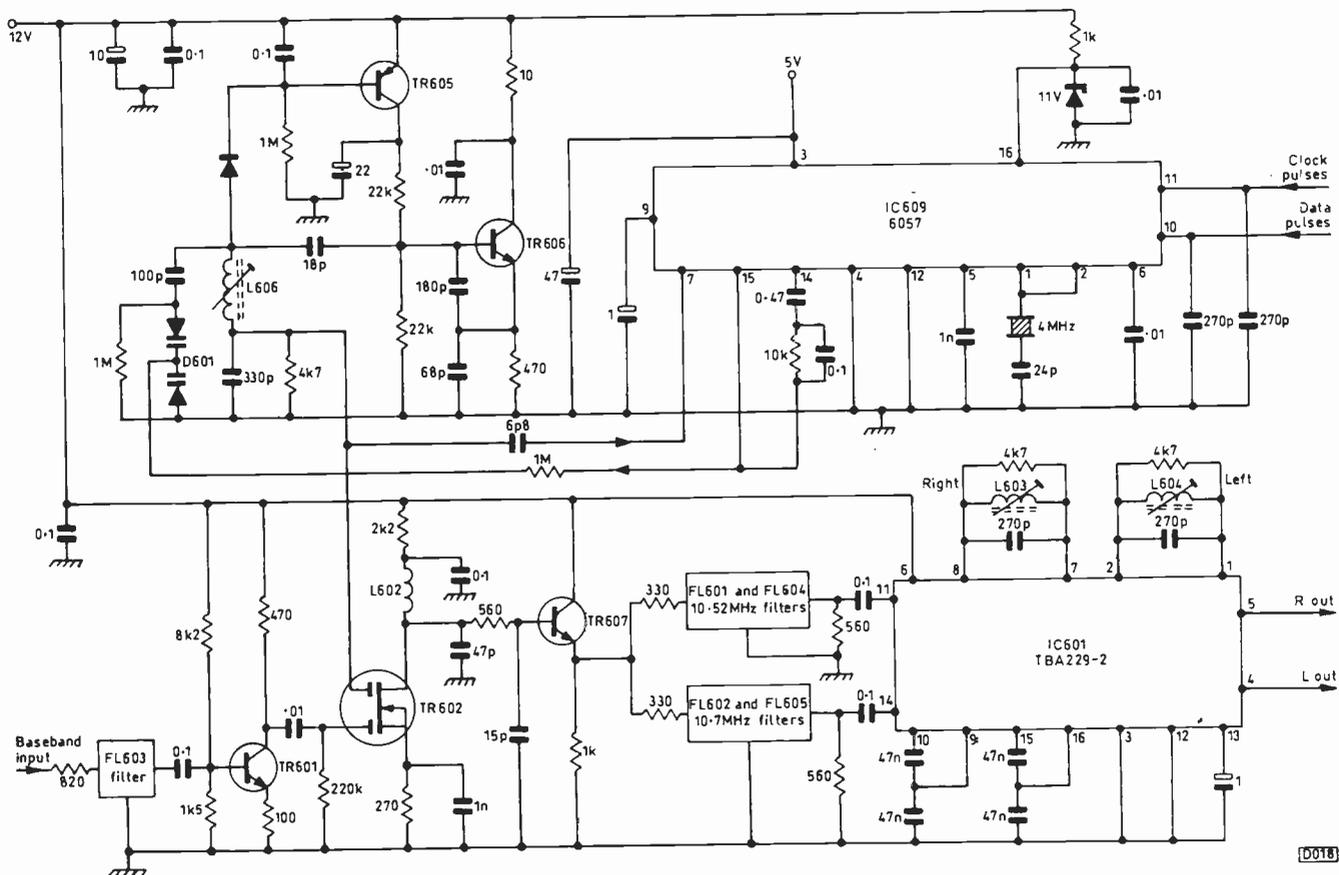 12V
10
0·1
0·1
TR605
10
1k
5V
11V
·01
1M
22
·01
3
16
Clock pulses
11
22k
9
IC609
6057
10
Data pulses
TR606
18p
100p
L606
180p
47
7
15
14
4
12
5
1
2
6
1
0·47
1M
D601
22k
4MHz
270p
270p
1n
·01
330p
4k7
68p
470
10k
0·1
24p
6p8
1M
4k7
4k7
Right
L603
L604
Left
0·1
2k2
270p
270p
L602
0·1
6
8
7
2
1
330
FL601 and FL604
10·52MHz filters
0·1
11
8k2
470
560
TR607
560
5
R out
47p
IC601
TBA229-2
4
L out
TR602
330
FL602 and FL605
10·7MHz filters
0·1
14
·01
15p
1k
Baseband input
0·1
10
9
15
16
3
12
13
820
FL603
filter
TR601
220k
560
47n
47n
1
1k5
100
270
1n
47n
47n
D018